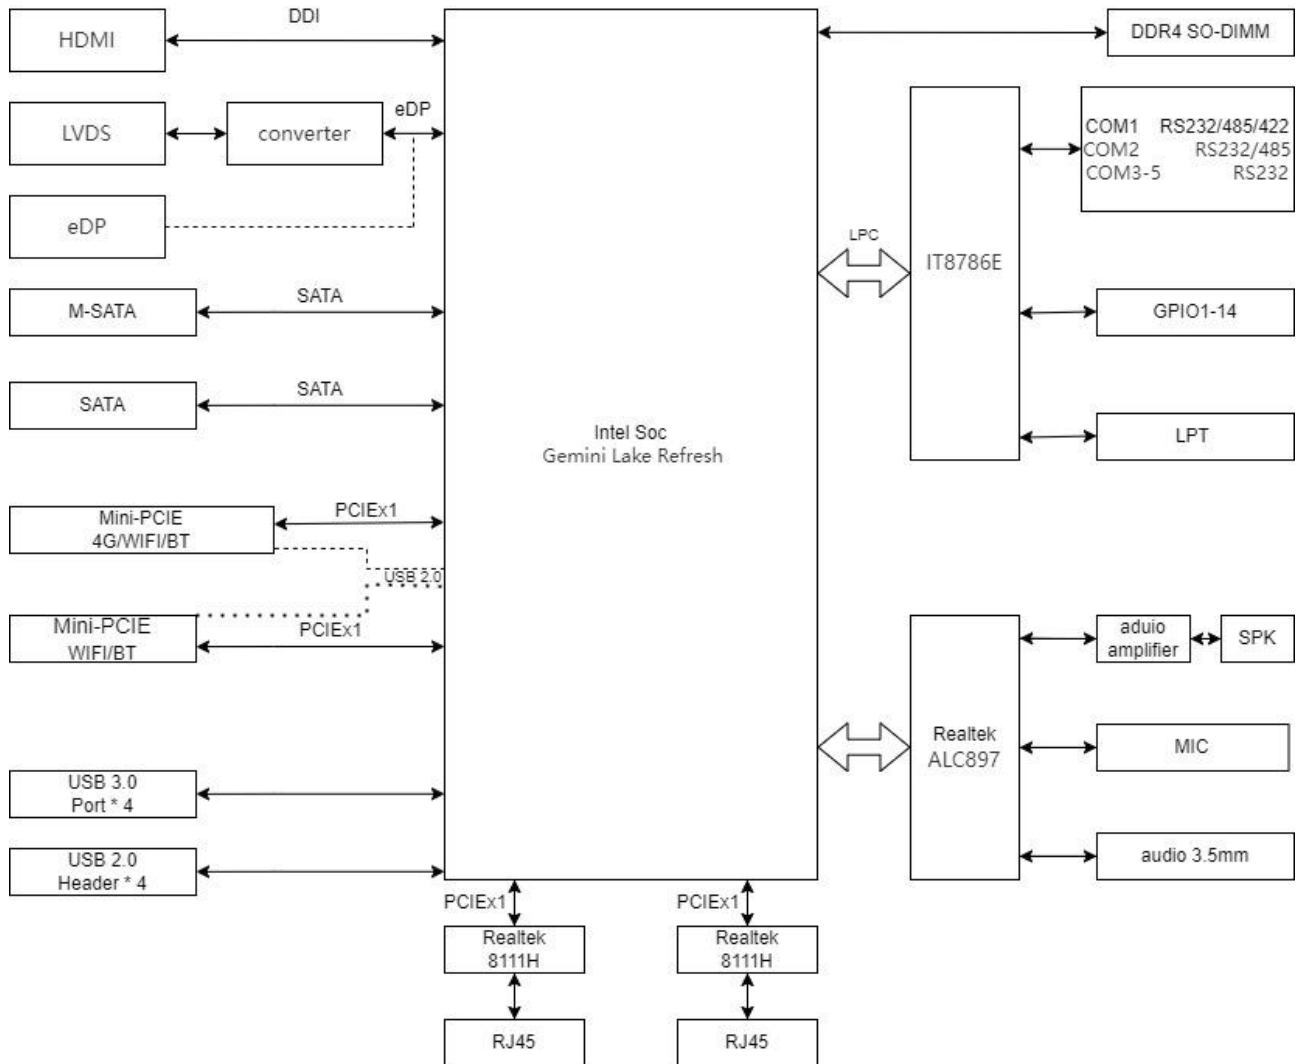 DDI
HDMI
DDR4 SO-DIMM
eDP
LVDS
converter
COM1 RS232/485/422
COM2 RS232/485
COM3-5 RS232
eDP
LPC
IT8786E
M-SATA
SATA
GPIO1-14
SATA
SATA
Intel Soc
Gemini Lake Refresh
LPT
Mini-PCIE
4G/WIFI/BT
PCIEx1
USB 2.0
Mini-PCIE
WIFI/BT
PCIEx1
aduio
amplifier
SPK
Realtek
ALC897
MIC
USB 3.0
Port * 4
USB 2.0
Header * 4
audio 3.5mm
PCIEx1
PCIEx1
Realtek
8111H
Realtek
8111H
RJ45
RJ45